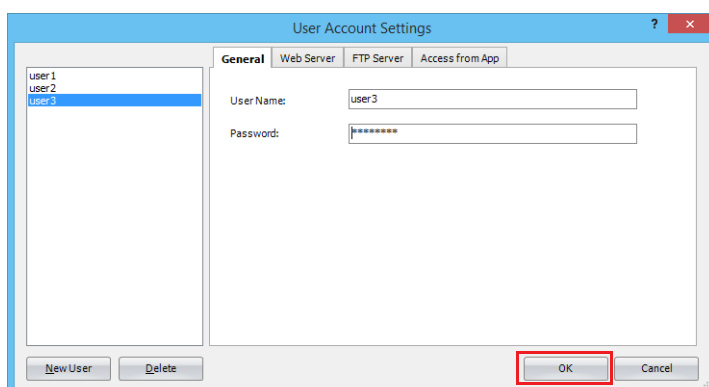 User Account Settings
?
×
General Web Server FTP Server Access from App
user1
user2
user3
User Name: user3
Password: ********
New User Delete OK Cancel